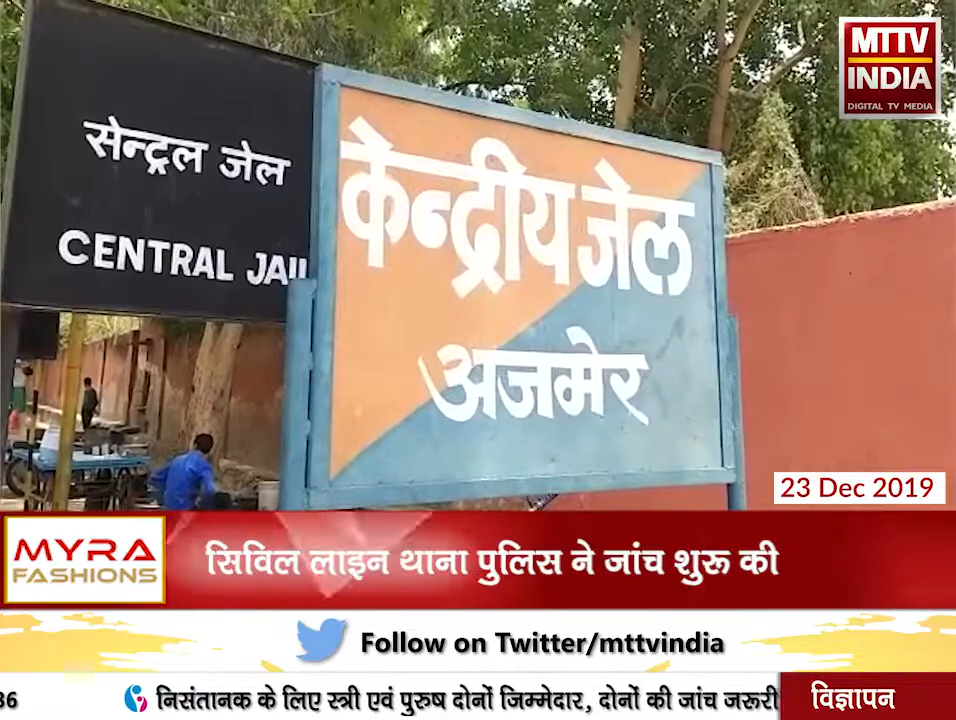 MTTV
INDIA
DIGITAL TV MEDIA
सेन्ट्रल जेल
CENTRAL JAIL
केन्द्रीय जेल
अजमेर
23 Dec 2019
MYRA
FASHIONS
सिविल लाइन थाना पुलिस ने जांच शुरू की
Follow on Twitter/mttvindia
36
निसंतानक के लिए स्त्री एवं पुरुष दोनों जिम्मेदार, दोनों की जांच जरूरी
विज्ञापन